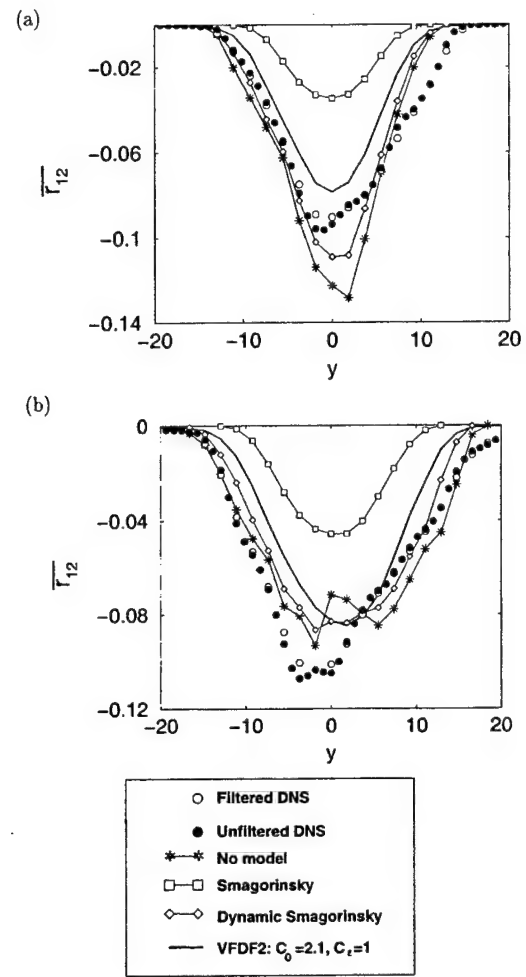 (a)
-0.02
-0.06
-0.1
-0.14
r̅₁₂
-20
-10
0
10
20
y
(b)
0
-0.04
-0.08
-0.12
r̅₁₂
-20
-10
0
10
20
y
Filtered DNS
Unfiltered DNS
No model
Smagorinsky
Dynamic Smagorinsky
VFDF2: C₀=2.1, Cε=1